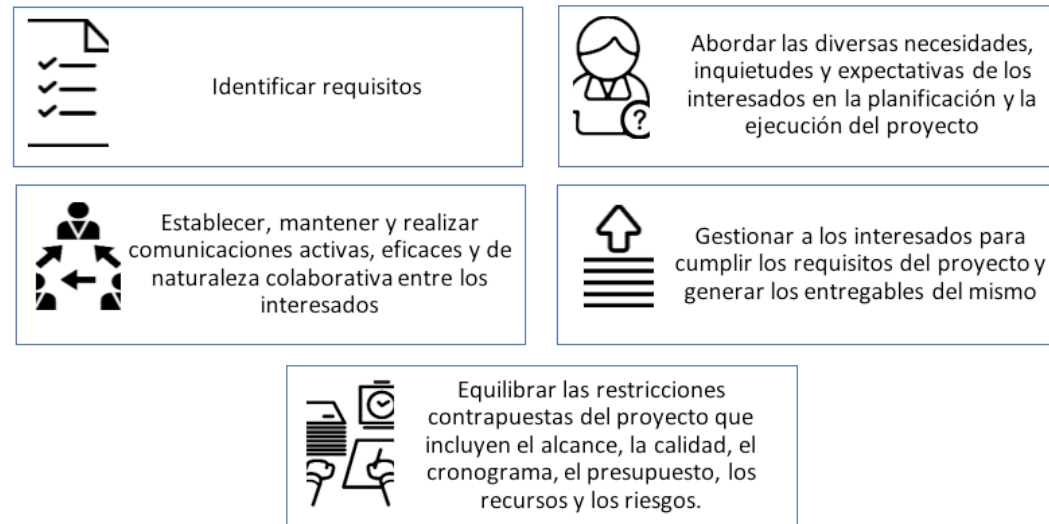 Identificar requisitos
Abordar las diversas necesidades,
inquietudes y expectativas de los
interesados en la planificación y la
ejecución del proyecto
?
Establecer, mantener y realizar
comunicaciones activas, eficaces y de
naturaleza colaborativa entre los
interesados
Gestionar a los interesados para
cumplir los requisitos del proyecto y
generar los entregables del mismo
Equilibrar las restricciones
contrapuestas del proyecto que
incluyen el alcance, la calidad, el
cronograma, el presupuesto, los
recursos y los riesgos.